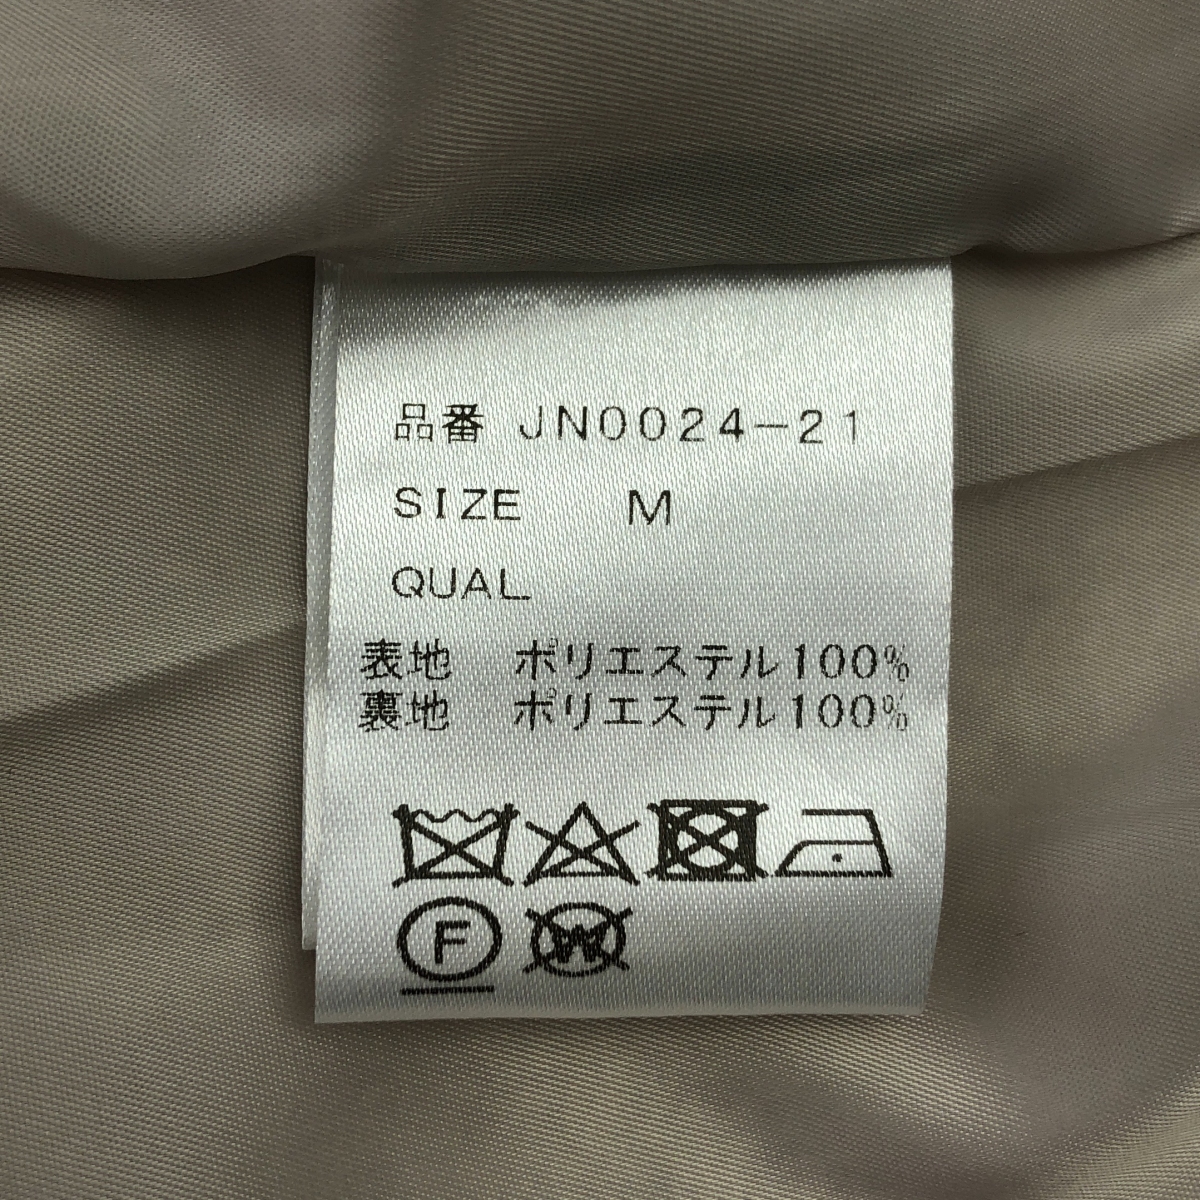 品番 JN0024-21
SIZE M
QUAL
表地 ポリエステル100%
裏地 ポリエステル100%
F W